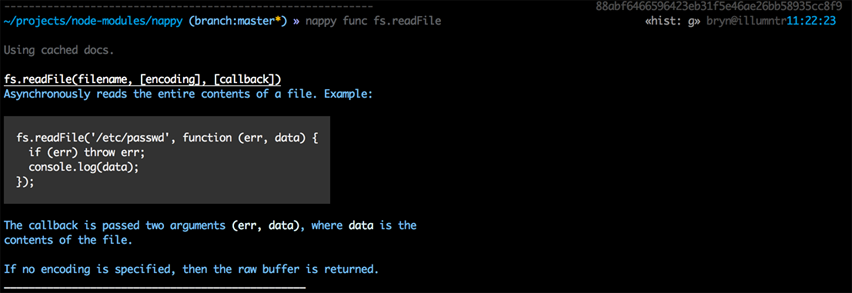 ------------------------------------------------------------ 88abf6466596423eb31f5e46ae26bb58935cc8f9
~/projects/node-modules/nappy (branch:master*) » nappy func fs.readFile «hist: g» bryn@illumntr11:22:23
Using cached docs.
fs.readFile(filename, [encoding], [callback])
Asynchronously reads the entire contents of a file. Example:
fs.readFile('/etc/passwd', function (err, data) {
if (err) throw err;
console.log(data);
});
The callback is passed two arguments (err, data), where data is the
contents of the file.
If no encoding is specified, then the raw buffer is returned.